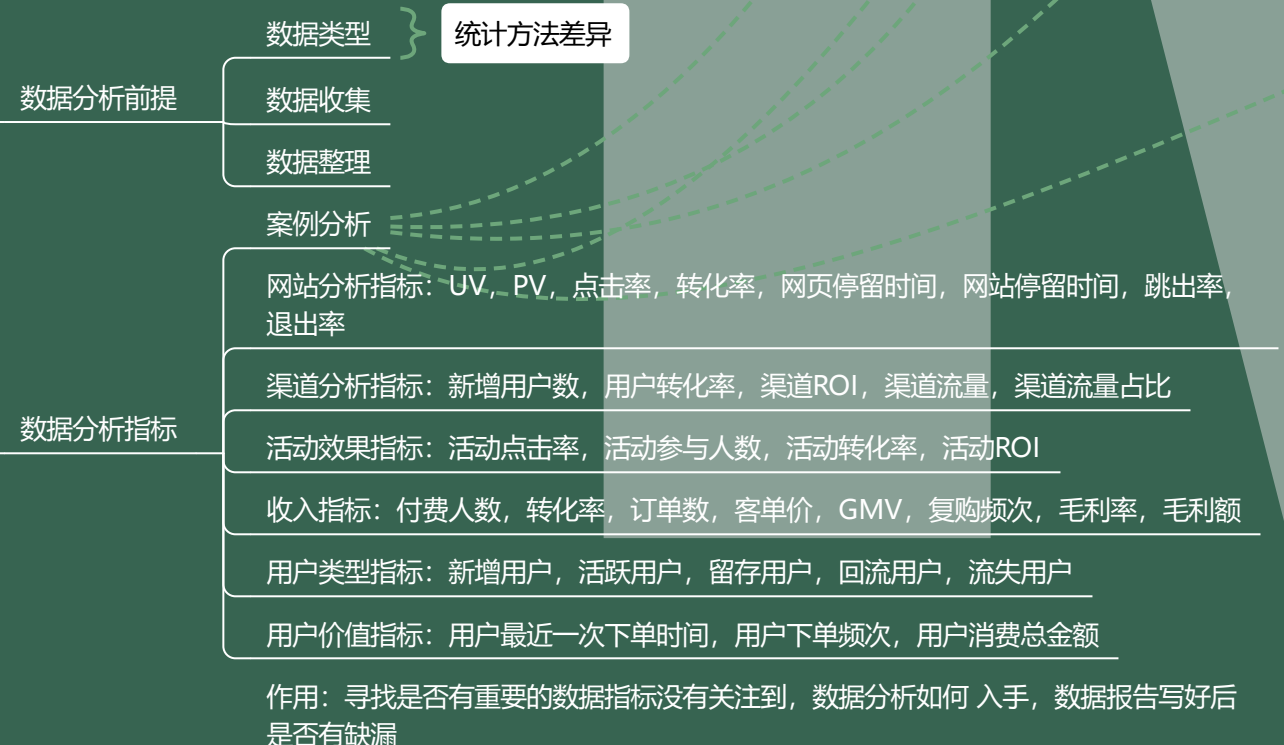 数据类型
统计方法差异
数据分析前提
数据收集
数据整理
案例分析
网站分析指标：UV，PV，点击率，转化率，网页停留时间，网站停留时间，跳出率，
退出率
渠道分析指标：新增用户数，用户转化率，渠道ROI，渠道流量，渠道流量占比
数据分析指标
活动效果指标：活动点击率，活动参与人数，活动转化率，活动ROI
收入指标：付费人数，转化率，订单数，客单价，GMV，复购频次，毛利率，毛利额
用户类型指标：新增用户，活跃用户，留存用户，回流用户，流失用户
用户价值指标：用户最近一次下单时间，用户下单频次，用户消费总金额
作用：寻找是否有重要的数据指标没有关注到，数据分析如何 入手，数据报告写好后
是否有缺漏